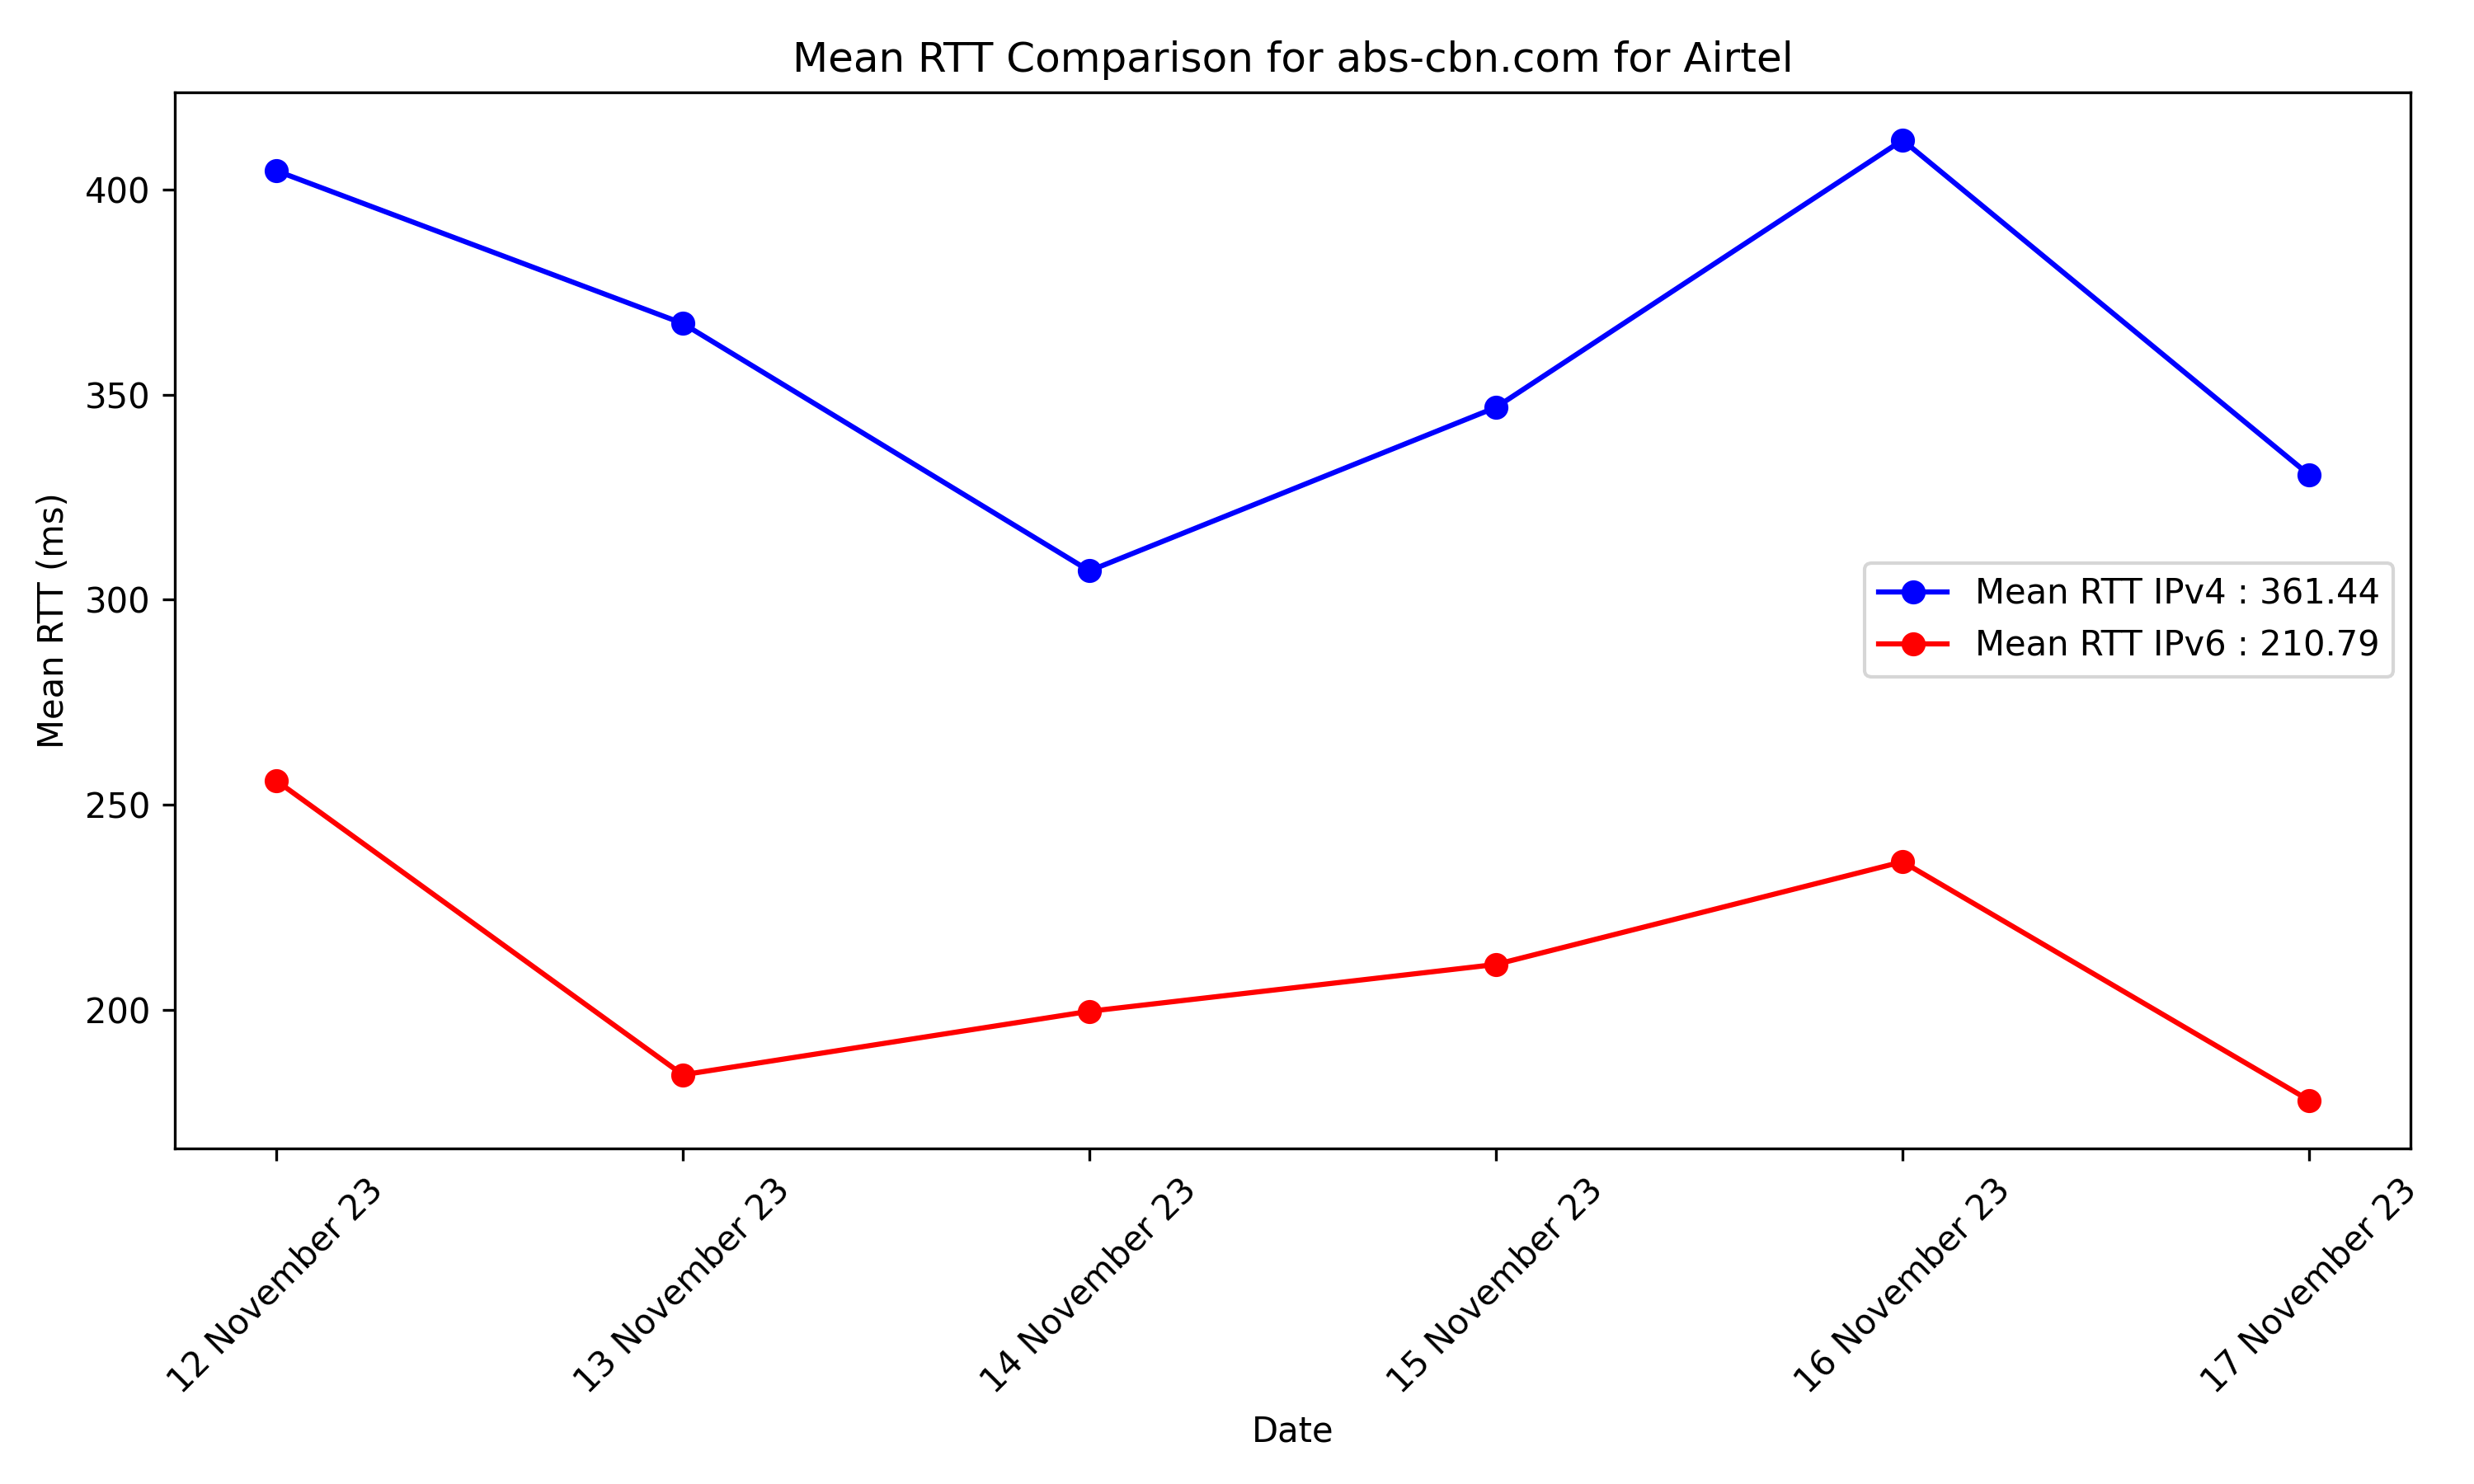 Mean RTT Comparison for abs-cbn.com for Airtel
Mean RTT (ms)
400
350
300
250
200
Mean RTT IPv4 : 361.44
Mean RTT IPv6 : 210.79
12 November 23
13 November 23
14 November 23
15 November 23
16 November 23
17 November 23
Date